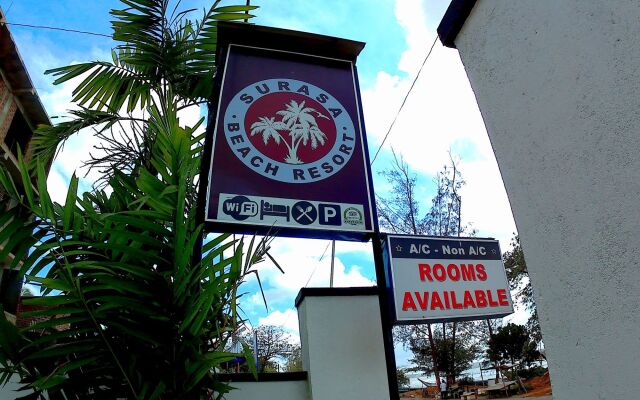 SURASA
· BEACH RESORT ·
WiFi
P
A/C - Non A/C
ROOMS
AVAILABLE